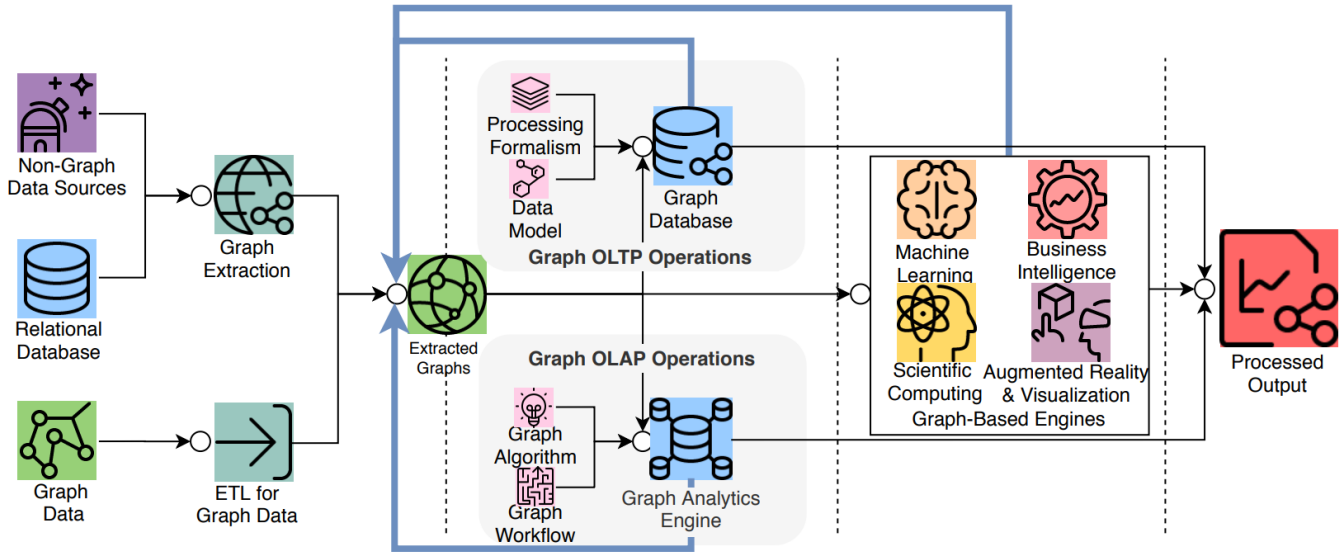 Non-Graph
Data Sources
Relational
Database
Graph
Data
Graph
Extraction
ETL for
Graph Data
Extracted
Graphs
Processing
Formalism
Data
Model
Graph
Database
Graph OLTP Operations
Graph OLAP Operations
Graph
Algorithm
Graph
Workflow
Graph Analytics
Engine
Machine
Learning
Business
Intelligence
Scientific
Computing
Augmented Reality
& Visualization
Graph-Based Engines
Processed
Output